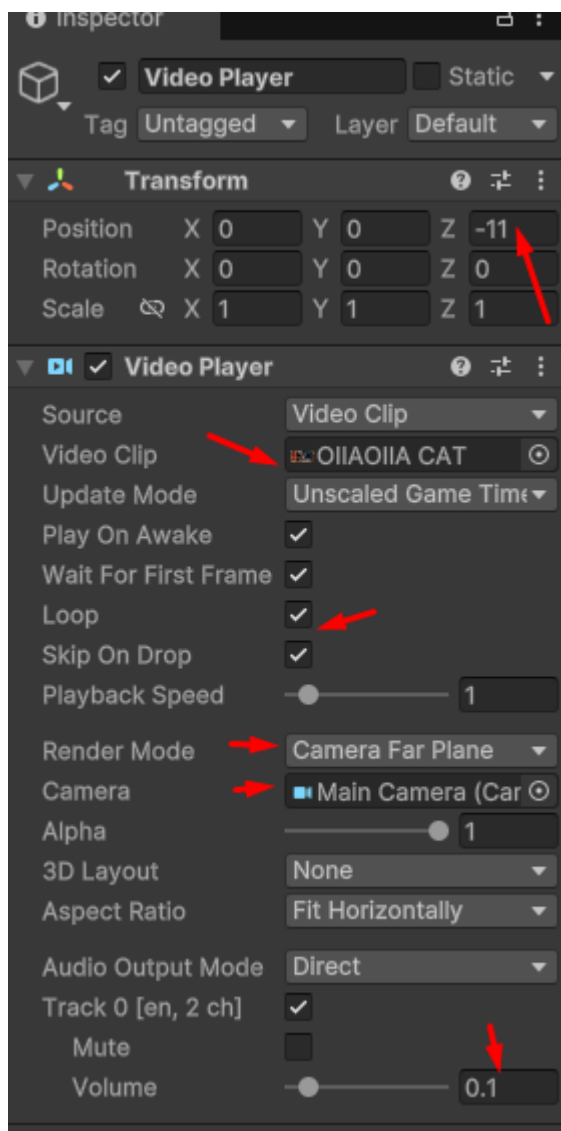 Inspector
Video Player Static
Tag Untagged Layer Default
Transform
Position X 0 Y 0 Z -11
Rotation X 0 Y 0 Z 0
Scale X 1 Y 1 Z 1
Video Player
Source Video Clip
Video Clip OIIAOIIA CAT
Update Mode Unscaled Game Time
Play On Awake
Wait For First Frame
Loop
Skip On Drop
Playback Speed 1
Render Mode Camera Far Plane
Camera Main Camera (Car
Alpha 1
3D Layout None
Aspect Ratio Fit Horizontally
Audio Output Mode Direct
Track 0 [en, 2 ch]
Mute
Volume 0.1